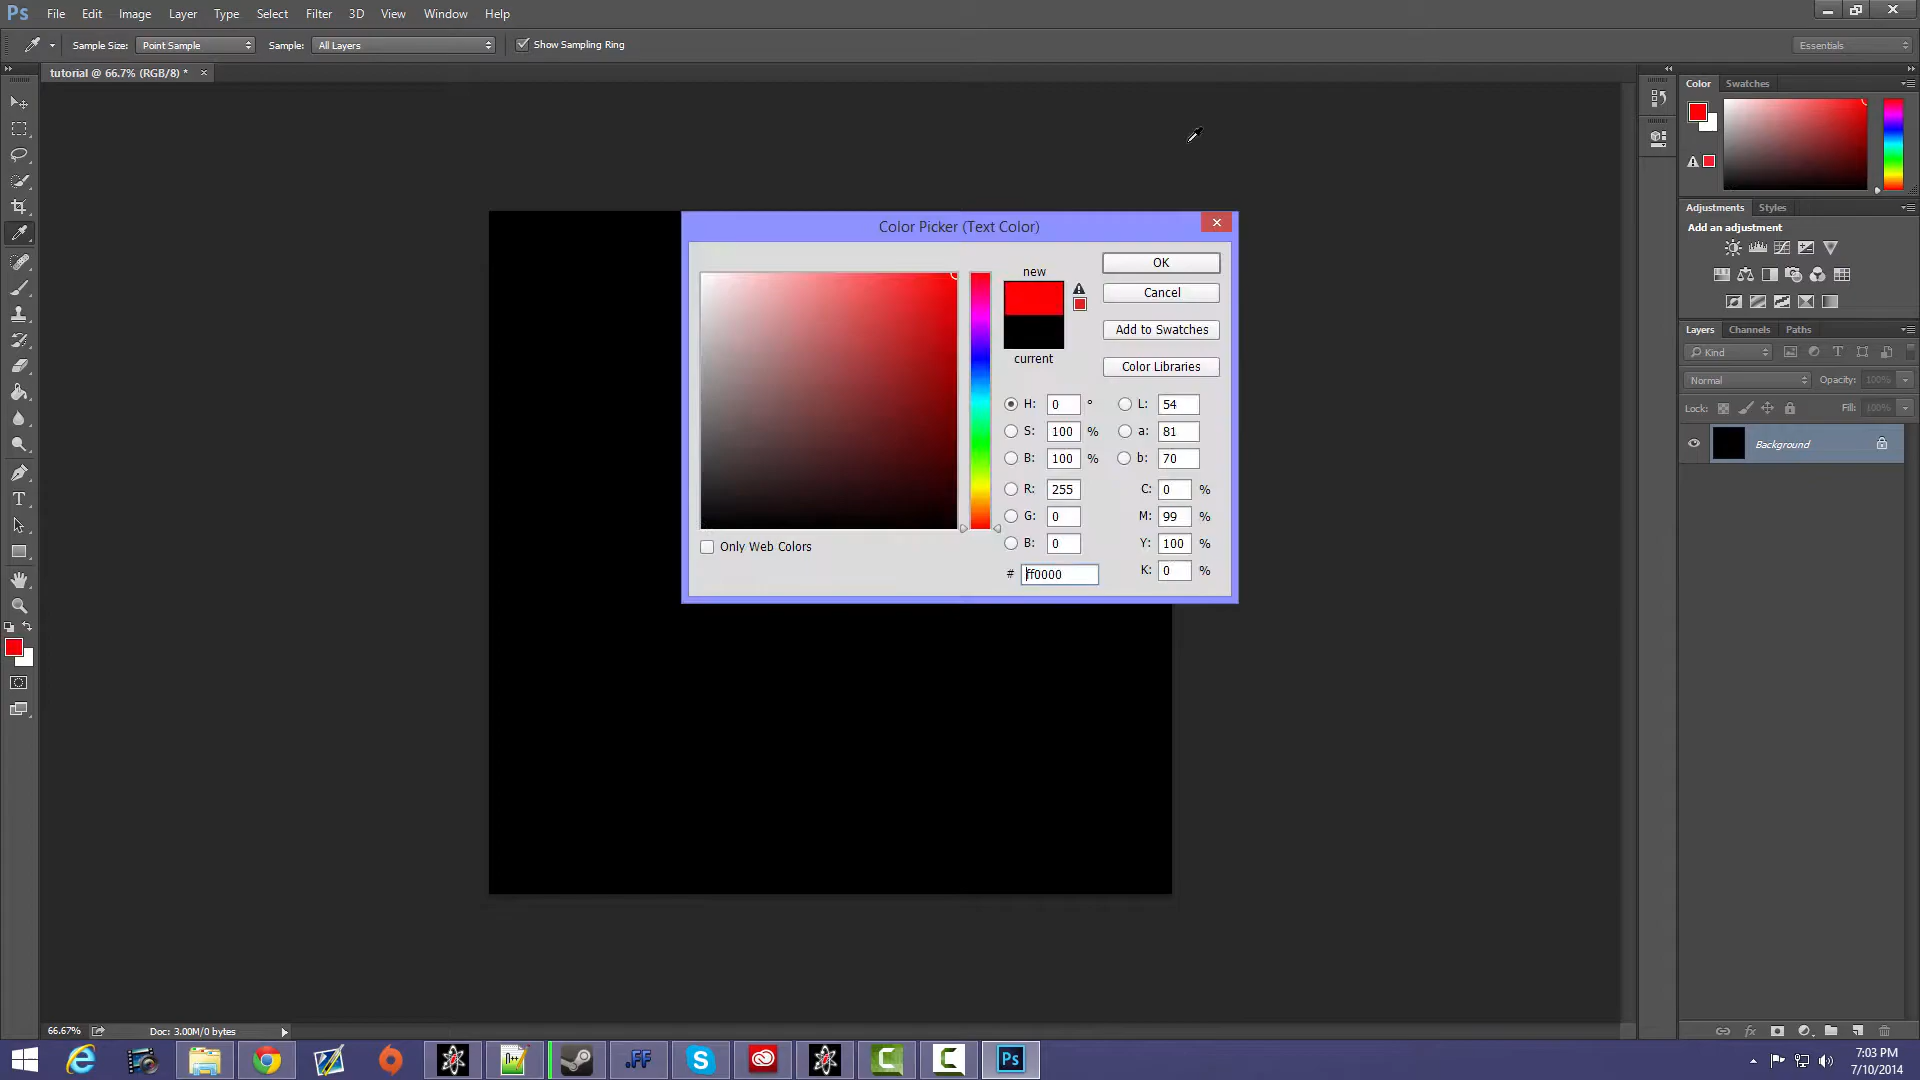 Ps File Edit Image Layer Type Select Filter 3D View Window Help
Sample Size: Point Sample Sample: All Layers Show Sampling Ring Essentials
tutorial @ 66.7% (RGB/8) * ×
Color Swatches
Color Picker (Text Color)
new
current
OK
Cancel
Add to Swatches
Color Libraries
H: 0 ° L: 54
S: 100 % a: 81
B: 100 % b: 70
R: 255 C: 0 %
G: 0 M: 99 %
B: 0 Y: 100 %
# ff0000 K: 0 %
Only Web Colors
Adjustments Styles
Add an adjustment
Layers Channels Paths
Kind
Normal Opacity: 100%
Lock: Fill: 100%
Background
T
66.67% Doc: 3.00M/0 bytes
.FF
Ps
7:03 PM
7/10/2014